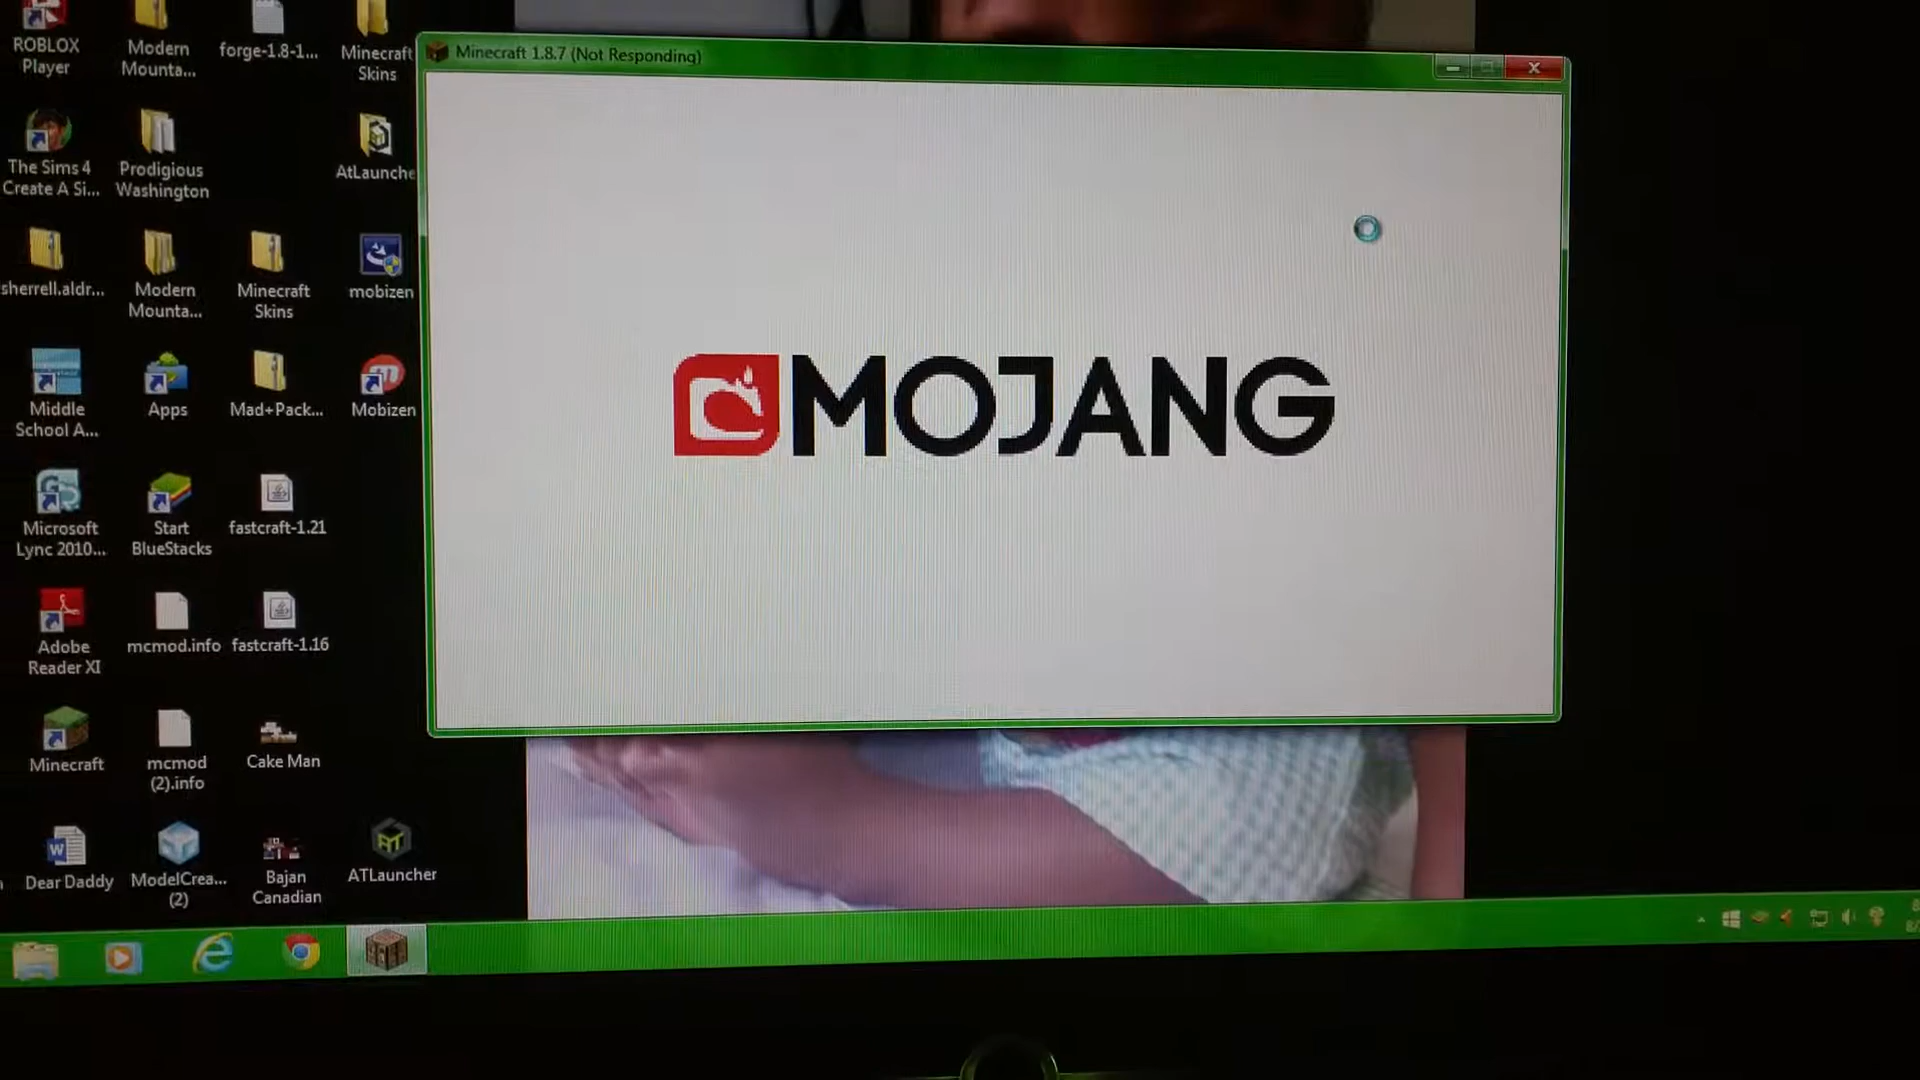 Minecraft 1.8.7 (Not Responding)
MOJANG
ROBLOX
Player
Modern
Mounta...
forge-1.8-1...
Minecraft
Skins
The Sims 4
Create A Si...
Prodigious
Washington
AtLaunche
sherrell.aldr...
Modern
Mounta...
Minecraft
Skins
mobizen
Middle
School A...
Apps
Mad+Pack...
Mobizen
Microsoft
Lync 2010...
Start
BlueStacks
fastcraft-1.21
Adobe
Reader XI
mcmod.info
fastcraft-1.16
Minecraft
mcmod
(2).info
Cake Man
Dear Daddy
ModelCrea...
(2)
Bajan
Canadian
ATLauncher